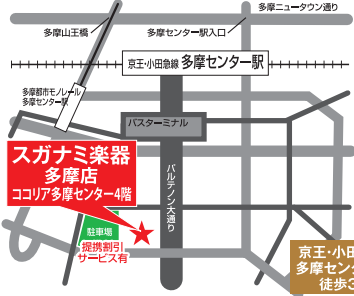 多摩ニュータウン通り
多摩山王橋
多摩センター駅入口
京王・小田急線 多摩センター駅
多摩都市モノレール
多摩センター駅
バスターミナル
スガナミ楽器
多摩店
ココリア多摩センター4階
パルテノン大通り
駐車場
提携割引
サービス有
京王・小田
多摩セン
徒歩3